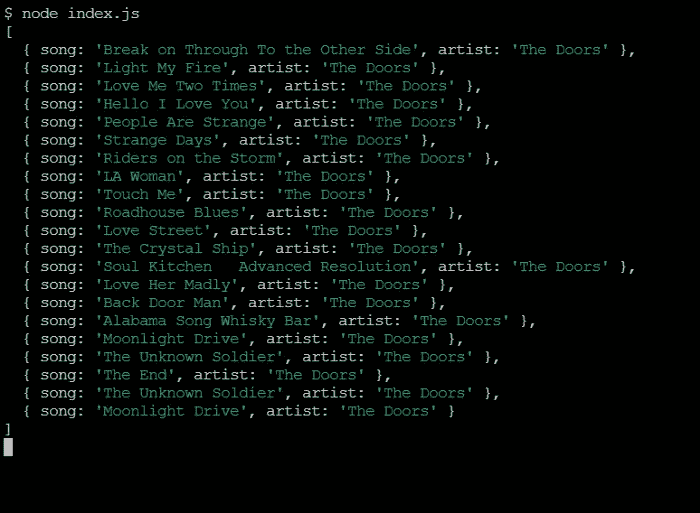 $ node index.js
[
  { song: 'Break on Through To the Other Side', artist: 'The Doors' },
  { song: 'Light My Fire', artist: 'The Doors' },
  { song: 'Love Me Two Times', artist: 'The Doors' },
  { song: 'Hello I Love You', artist: 'The Doors' },
  { song: 'People Are Strange', artist: 'The Doors' },
  { song: 'Strange Days', artist: 'The Doors' },
  { song: 'Riders on the Storm', artist: 'The Doors' },
  { song: 'LA Woman', artist: 'The Doors' },
  { song: 'Touch Me', artist: 'The Doors' },
  { song: 'Roadhouse Blues', artist: 'The Doors' },
  { song: 'Love Street', artist: 'The Doors' },
  { song: 'The Crystal Ship', artist: 'The Doors' },
  { song: 'Soul Kitchen   Advanced Resolution', artist: 'The Doors' },
  { song: 'Love Her Madly', artist: 'The Doors' },
  { song: 'Back Door Man', artist: 'The Doors' },
  { song: 'Alabama Song Whisky Bar', artist: 'The Doors' },
  { song: 'Moonlight Drive', artist: 'The Doors' },
  { song: 'The Unknown Soldier', artist: 'The Doors' },
  { song: 'The End', artist: 'The Doors' },
  { song: 'The Unknown Soldier', artist: 'The Doors' },
  { song: 'Moonlight Drive', artist: 'The Doors' }
]